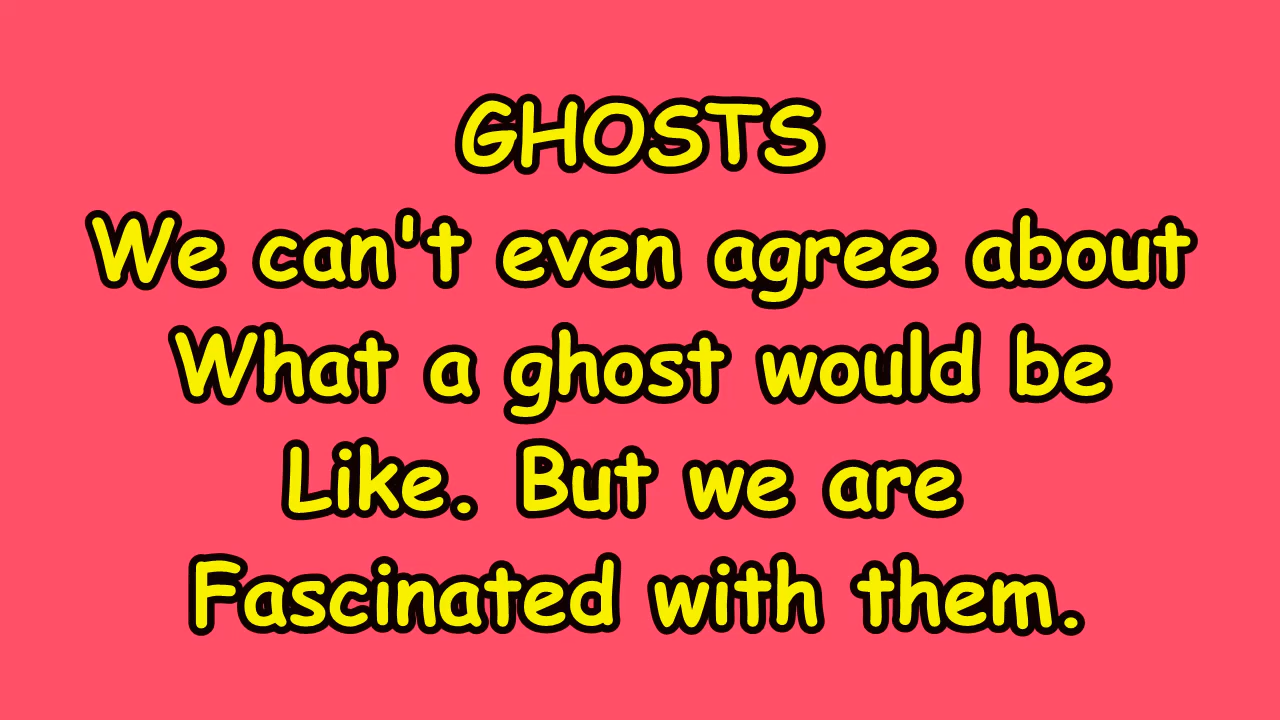 GHOSTS
We can't even agree about
What a ghost would be
Like. But we are
Fascinated with them.